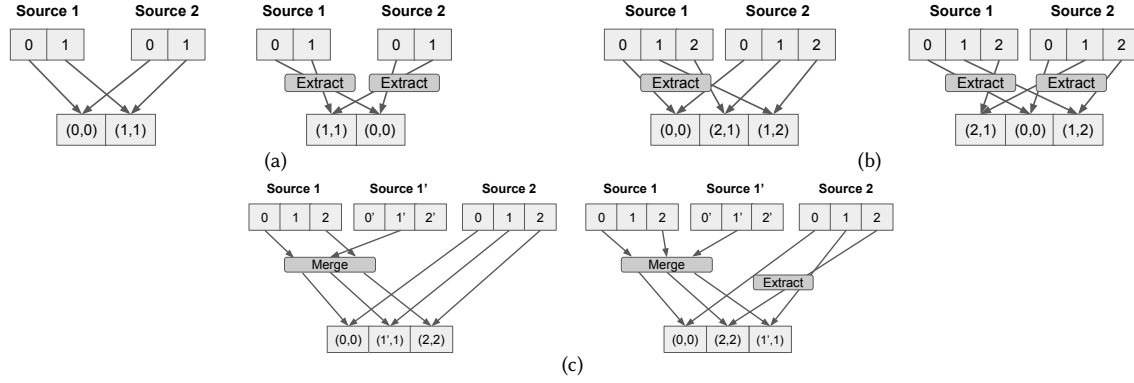 Source 1 Source 2 Source 1 Source 2 Source 1 Source 2 Source 1 Source 2
0 1 0 1 0 1 0 1 0 1 2 0 1 2 0 1 2 0 1 2
Extract Extract Extract Extract Extract
(0,0) (1,1) (1,1) (0,0) (0,0) (2,1) (1,2) (2,1) (0,0) (1,2)
(a) (b)
Source 1 Source 1' Source 2 Source 1 Source 1' Source 2
0 1 2 0' 1' 2' 0 1 2 0 1 2 0' 1' 2' 0 1 2
Merge Merge
Extract
(0,0) (1',1) (2,2) (0,0) (2,2) (1',1)
(c)